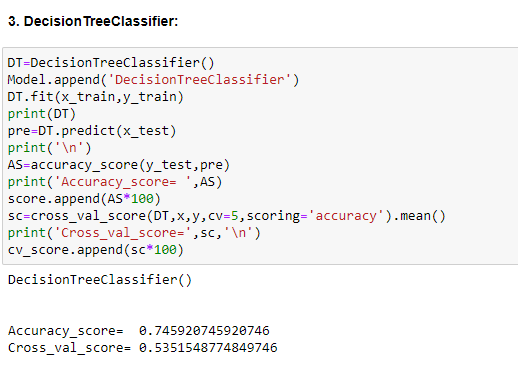 3. DecisionTreeClassifier:
DT=DecisionTreeClassifier()
Model.append('DecisionTreeClassifier')
DT.fit(x_train,y_train)
print(DT)
pre=DT.predict(x_test)
print('\n')
AS=accuracy_score(y_test,pre)
print('Accuracy_score= ',AS)
score.append(AS*100)
sc=cross_val_score(DT,x,y,cv=5,scoring='accuracy').mean()
print('Cross_val_score=',sc,'\n')
cv_score.append(sc*100)
DecisionTreeClassifier()
Accuracy_score=  0.745920745920746
Cross_val_score= 0.5351548774849746